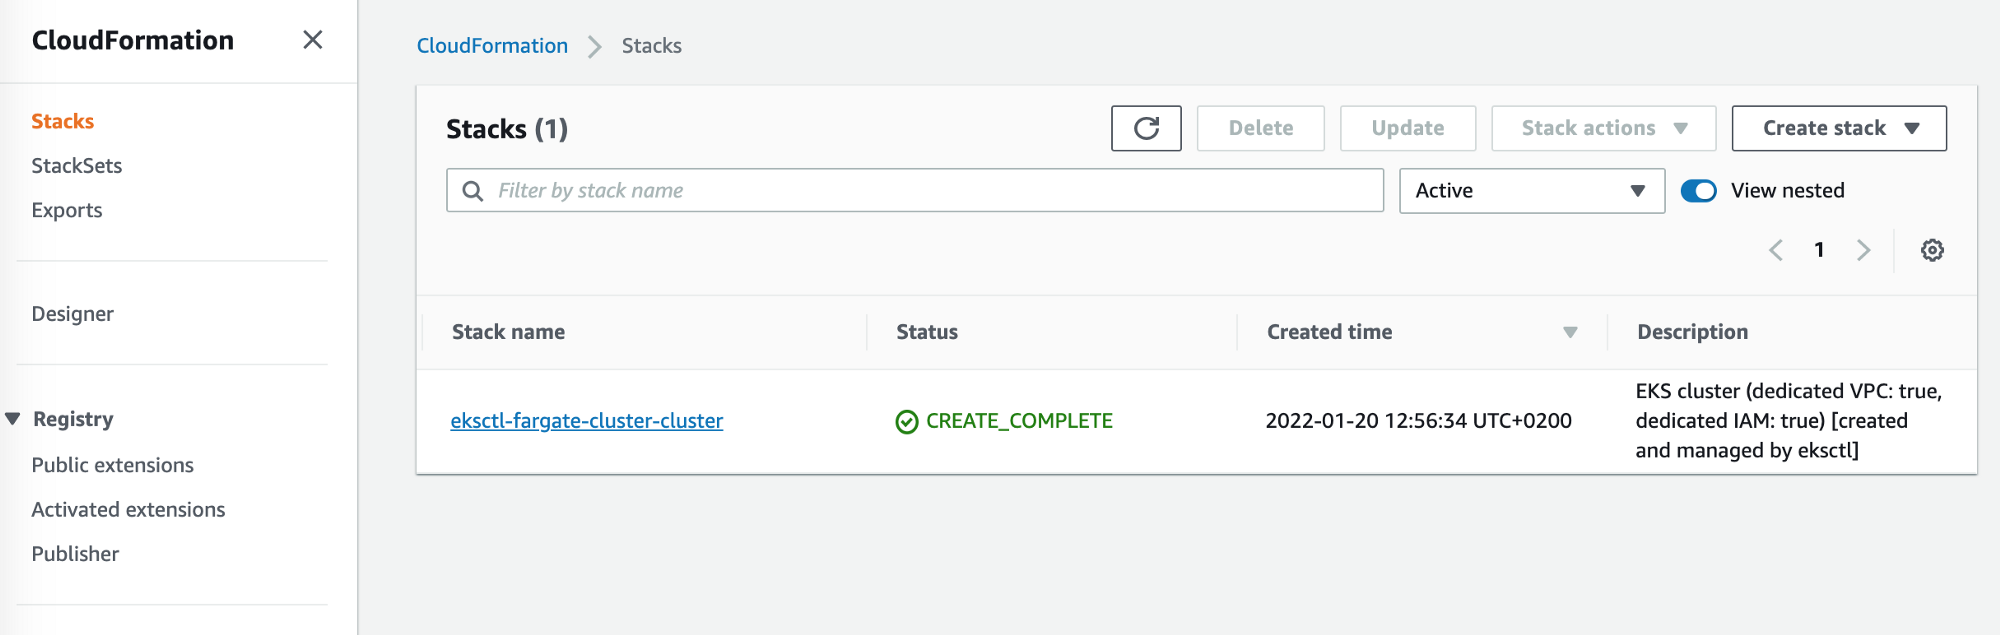 CloudFormation
Stacks
StackSets
Exports
Designer
Registry
Public extensions
Activated extensions
Publisher
CloudFormation Stacks
Stacks (1)
Delete
Update
Stack actions
Create stack
Filter by stack name
Active
View nested
1
Stack name
Status
Created time
Description
eksctl-fargate-cluster-cluster
CREATE_COMPLETE
2022-01-20 12:56:34 UTC+0200
EKS cluster (dedicated VPC: true,
dedicated IAM: true) [created
and managed by eksctl]